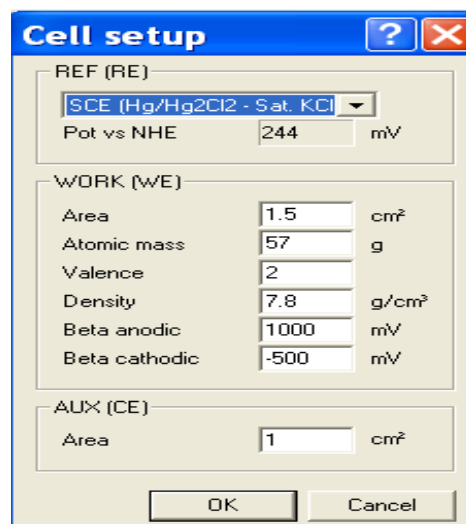 Cell setup
REF (RE)
SCE (Hg/Hg2Cl2 - Sat. KCl
Pot vs NHE 244 mV
WORK (WE)
Area 1.5 cm²
Atomic mass 57 g
Valence 2
Density 7.8 g/cm³
Beta anodic 1000 mV
Beta cathodic -500 mV
AUX (CE)
Area 1 cm²
OK Cancel